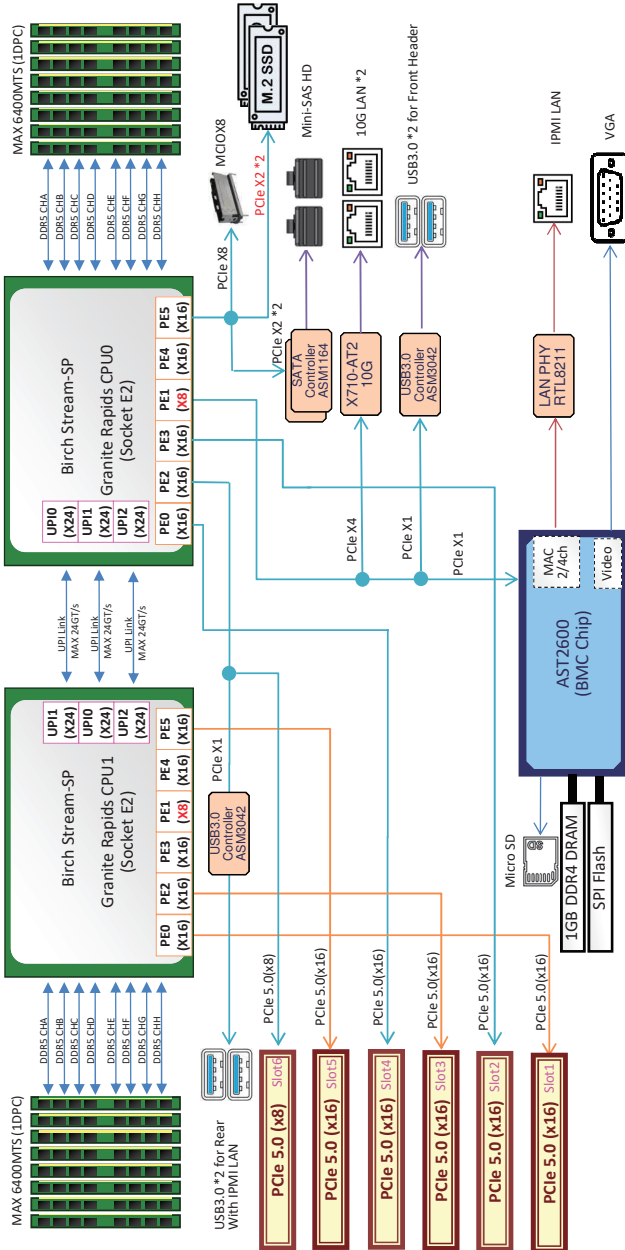 MAX 6400MTS (1DPC)
DDR5 CHA
DDR5 CHB
DDR5 CHC
DDR5 CHD
DDR5 CHE
DDR5 CHF
DDR5 CHG
DDR5 CHH
Birch Stream-SP
Granite Rapids CPU1
(Socket E2)
UPI1
(X24)
UPI0
(X24)
UPI2
(X24)
PE0
(X16)
PE2
(X16)
PE3
(X16)
PE1
(X8)
PE4
(X16)
PE5
(X16)
UPI Link
MAX 24GT/s
UPI Link
MAX 24GT/s
UPI Link
MAX 24GT/s
Birch Stream-SP
Granite Rapids CPU0
(Socket E2)
UPI0
(X24)
UPI1
(X24)
UPI2
(X24)
PE0
(X16)
PE2
(X16)
PE3
(X16)
PE1
(X8)
PE4
(X16)
PE5
(X16)
DDR5 CHA
DDR5 CHB
DDR5 CHC
DDR5 CHD
DDR5 CHE
DDR5 CHF
DDR5 CHG
DDR5 CHH
MAX 6400MTS (1DPC)
USB3.0 *2 for Rear
With IPMI LAN
USB3.0
Controller
ASM3042
PCIe X1
PCIe X8
MCIOX8
PCIe X2 *2
M.2 SSD
PCIe X2 *2
SATA
Controller
ASM1164
Mini-SAS HD
PCIe 5.0 (x8)
Slot6
PCIe 5.0(x8)
PCIe 5.0 (x16)
Slot5
PCIe 5.0(x16)
PCIe X4
X710-AT2
10G
10G LAN *2
PCIe 5.0 (x16)
Slot4
PCIe 5.0(x16)
PCIe X1
USB3.0
Controller
ASM3042
USB3.0 *2 for Front Header
PCIe 5.0 (x16)
Slot3
PCIe 5.0(x16)
PCIe X1
PCIe 5.0 (x16)
Slot2
PCIe 5.0(x16)
PCIe 5.0 (x16)
Slot1
PCIe 5.0(x16)
Micro SD
SD
1GB DDR4 DRAM
SPI Flash
AST2600
(BMC Chip)
MAC
2/4ch
Video
LAN PHY
RTL8211
IPMI LAN
VGA